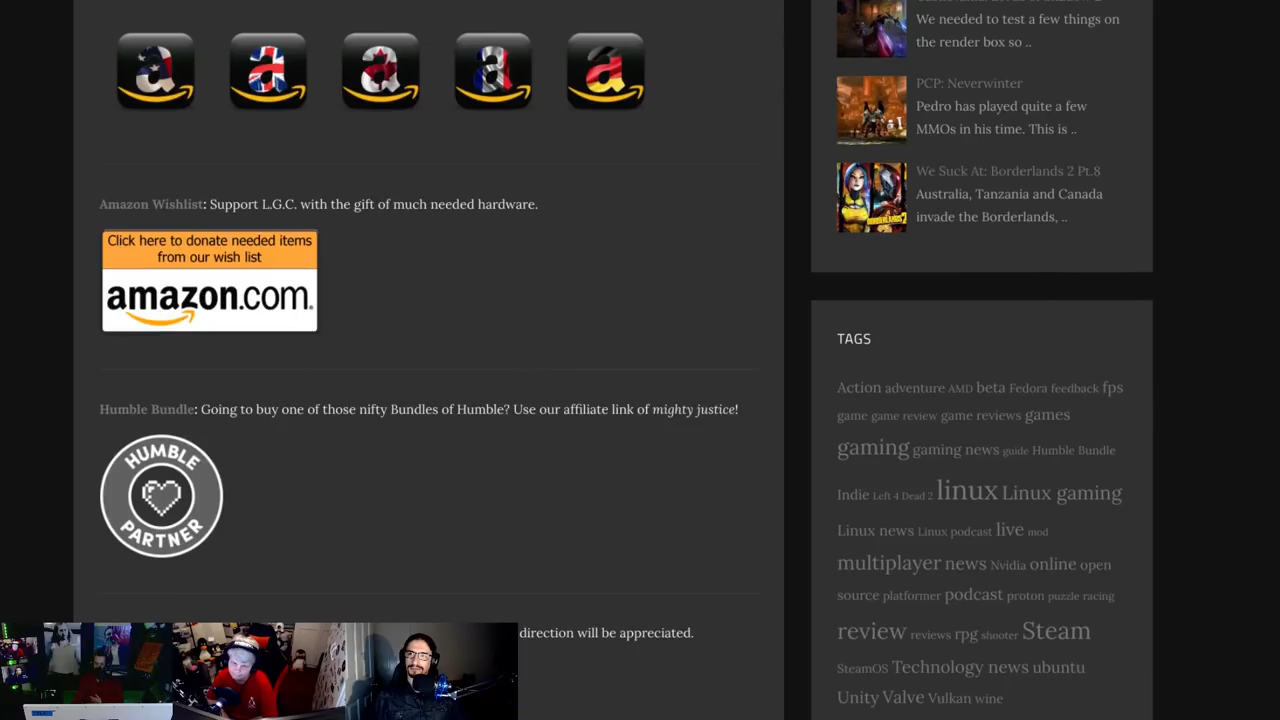 a a a a a
Amazon Wishlist: Support L.G.C. with the gift of much needed hardware.
Click here to donate needed items
from our wish list
amazon.com.
Humble Bundle: Going to buy one of those nifty Bundles of Humble? Use our affiliate link of mighty justice!
HUMBLE
PARTNER
direction will be appreciated.
We needed to test a few things on
the render box so ..
PCP: Neverwinter
Pedro has played quite a few
MMOs in his time. This is ..
We Suck At: Borderlands 2 Pt.8
Australia, Tanzania and Canada
invade the Borderlands, ..
TAGS
Action adventure AMD beta Fedora feedback fps
game game review game reviews games
gaming gaming news guide Humble Bundle
Indie Left 4 Dead 2 linux Linux gaming
Linux news Linux podcast live mod
multiplayer news Nvidia online open
source platformer podcast proton puzzle racing
review reviews rpg shooter Steam
SteamOS Technology news ubuntu
Unity Valve Vulkan wine